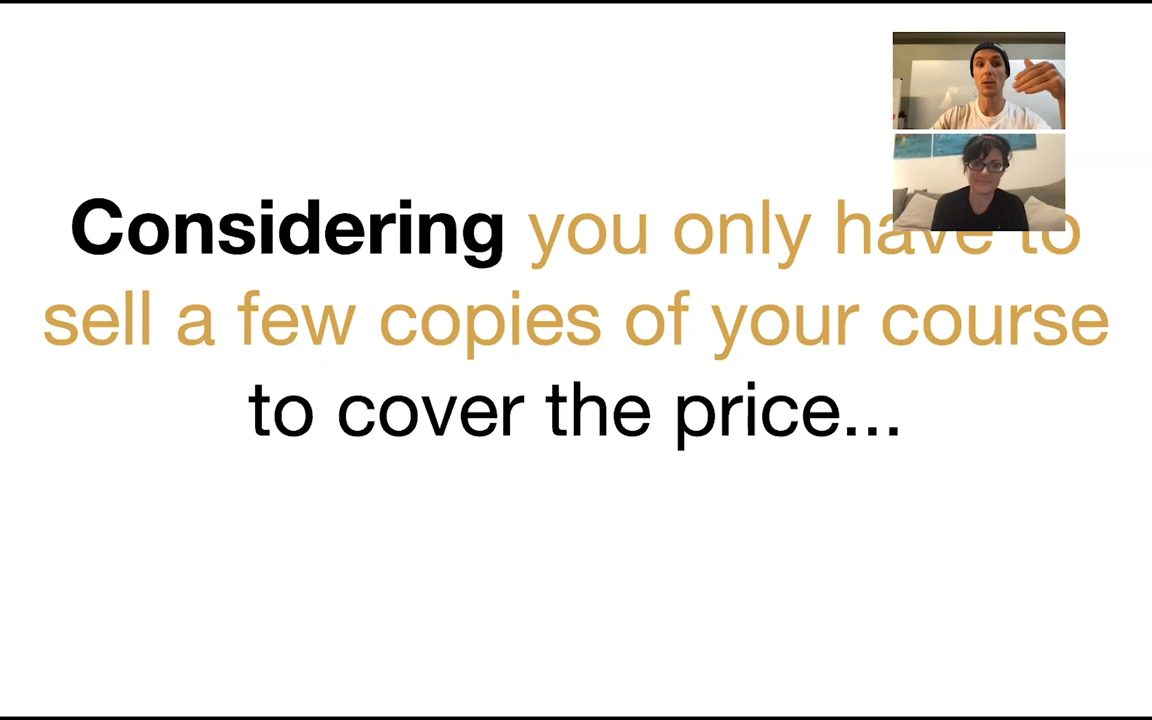 Considering you only have to
sell a few copies of your course
to cover the price...